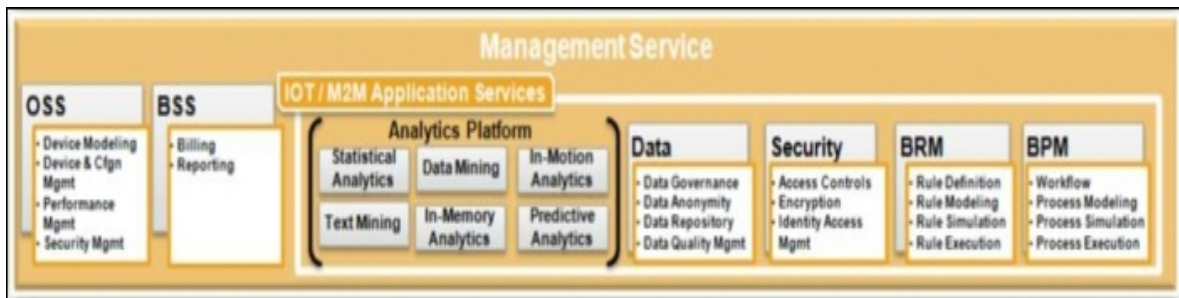 Management Service
OSS
• Device Modeling
• Device & Cfgn
Mgmt
• Performance
Mgmt
• Security Mgmt
BSS
• Billing
• Reporting
IOT / M2M Application Services
Analytics Platform
Statistical
Analytics
Data Mining
In-Motion
Analytics
Text Mining
In-Memory
Analytics
Predictive
Analytics
Data
• Data Governance
• Data Anonymity
• Data Repository
• Data Quality Mgmt
Security
• Access Controls
• Encryption
• Identity Access
Mgmt
BRM
• Rule Definition
• Rule Modeling
• Rule Simulation
• Rule Execution
BPM
• Workflow
• Process Modeling
• Process Simulation
• Process Execution